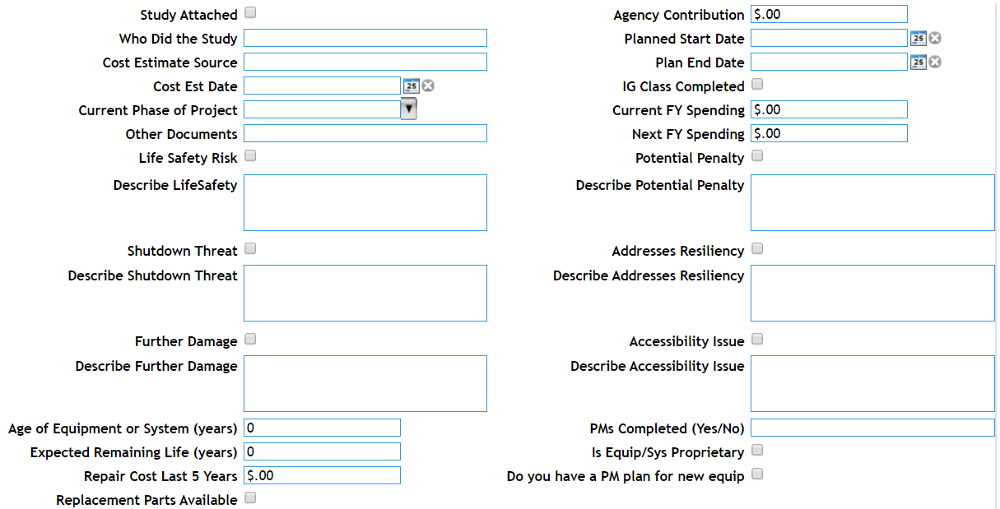 Study Attached
Who Did the Study
Cost Estimate Source
Cost Est Date 25
Current Phase of Project
Other Documents
Life Safety Risk
Describe LifeSafety
Shutdown Threat
Describe Shutdown Threat
Further Damage
Describe Further Damage
Age of Equipment or System (years) 0
Expected Remaining Life (years) 0
Repair Cost Last 5 Years $.00
Replacement Parts Available
Agency Contribution $.00
Planned Start Date 25
Plan End Date 25
IG Class Completed
Current FY Spending $.00
Next FY Spending $.00
Potential Penalty
Describe Potential Penalty
Addresses Resiliency
Describe Addresses Resiliency
Accessibility Issue
Describe Accessibility Issue
PMs Completed (Yes/No)
Is Equip/Sys Proprietary
Do you have a PM plan for new equip